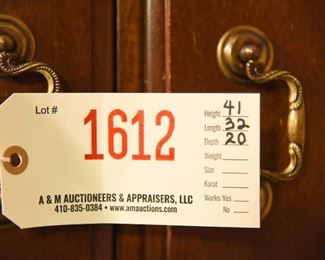 Lot #
1612
Height 41
Length 32
Depth 20
Weight
Size
Karat
Works: Yes
No
A & M AUCTIONEERS & APPRAISERS, LLC
410-835-0384 • www.amauctions.com